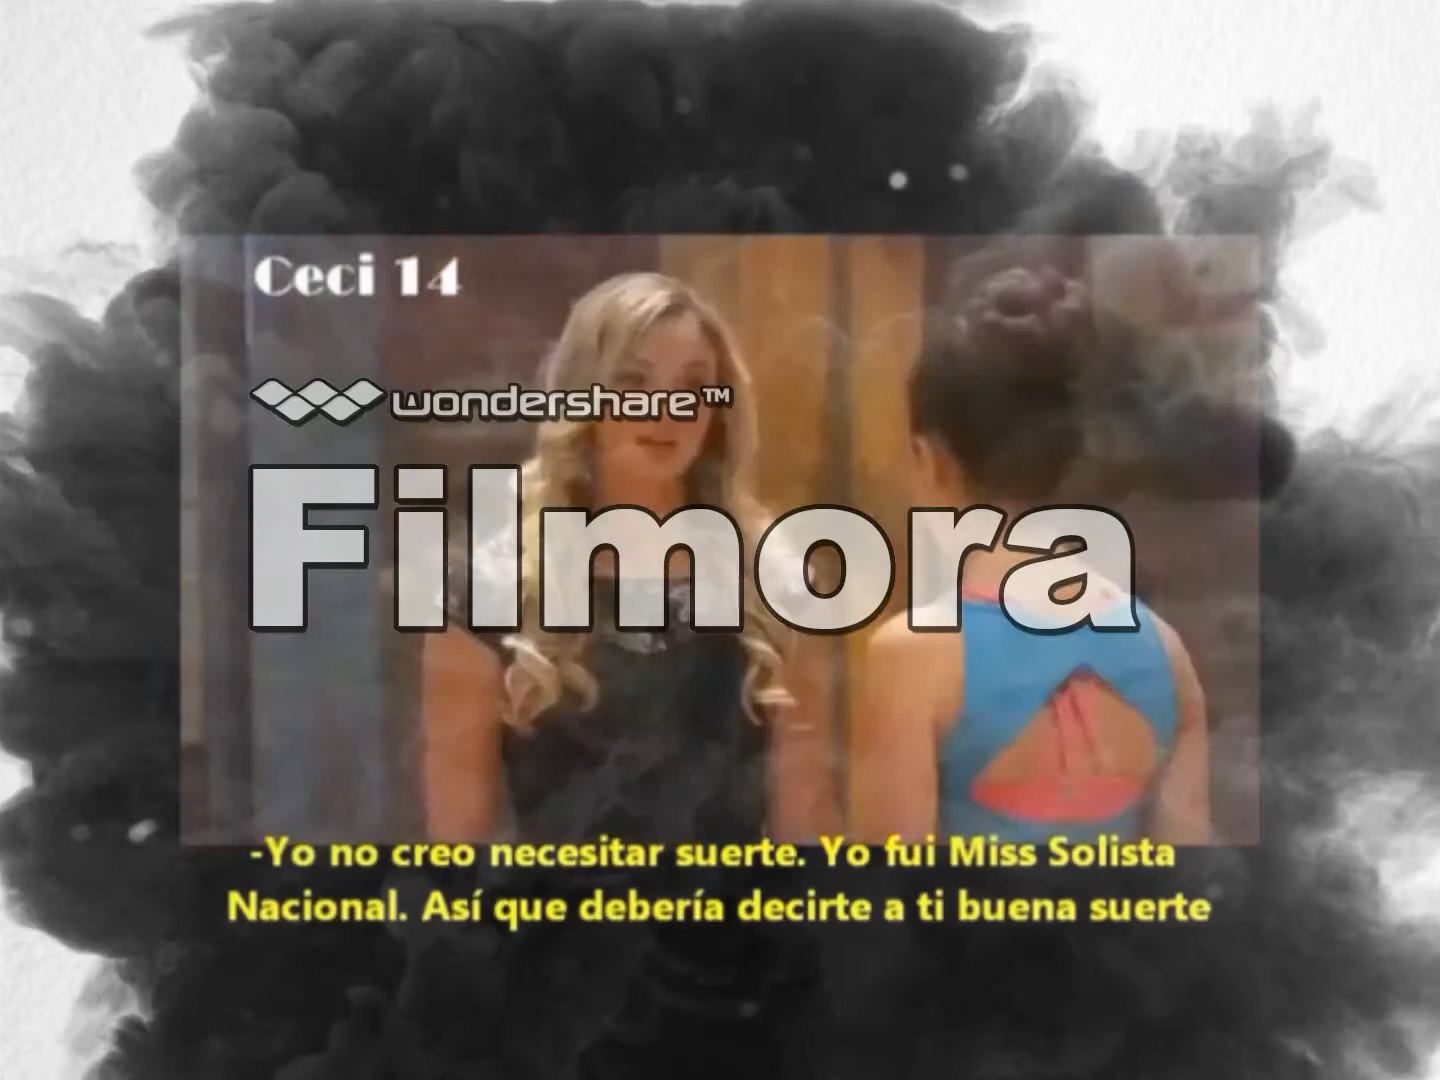 Ceci 14
wondershare™
Filmora
-Yo no creo necesitar suerte. Yo fui Miss Solista
Nacional. Así que debería decirte a ti buena suerte